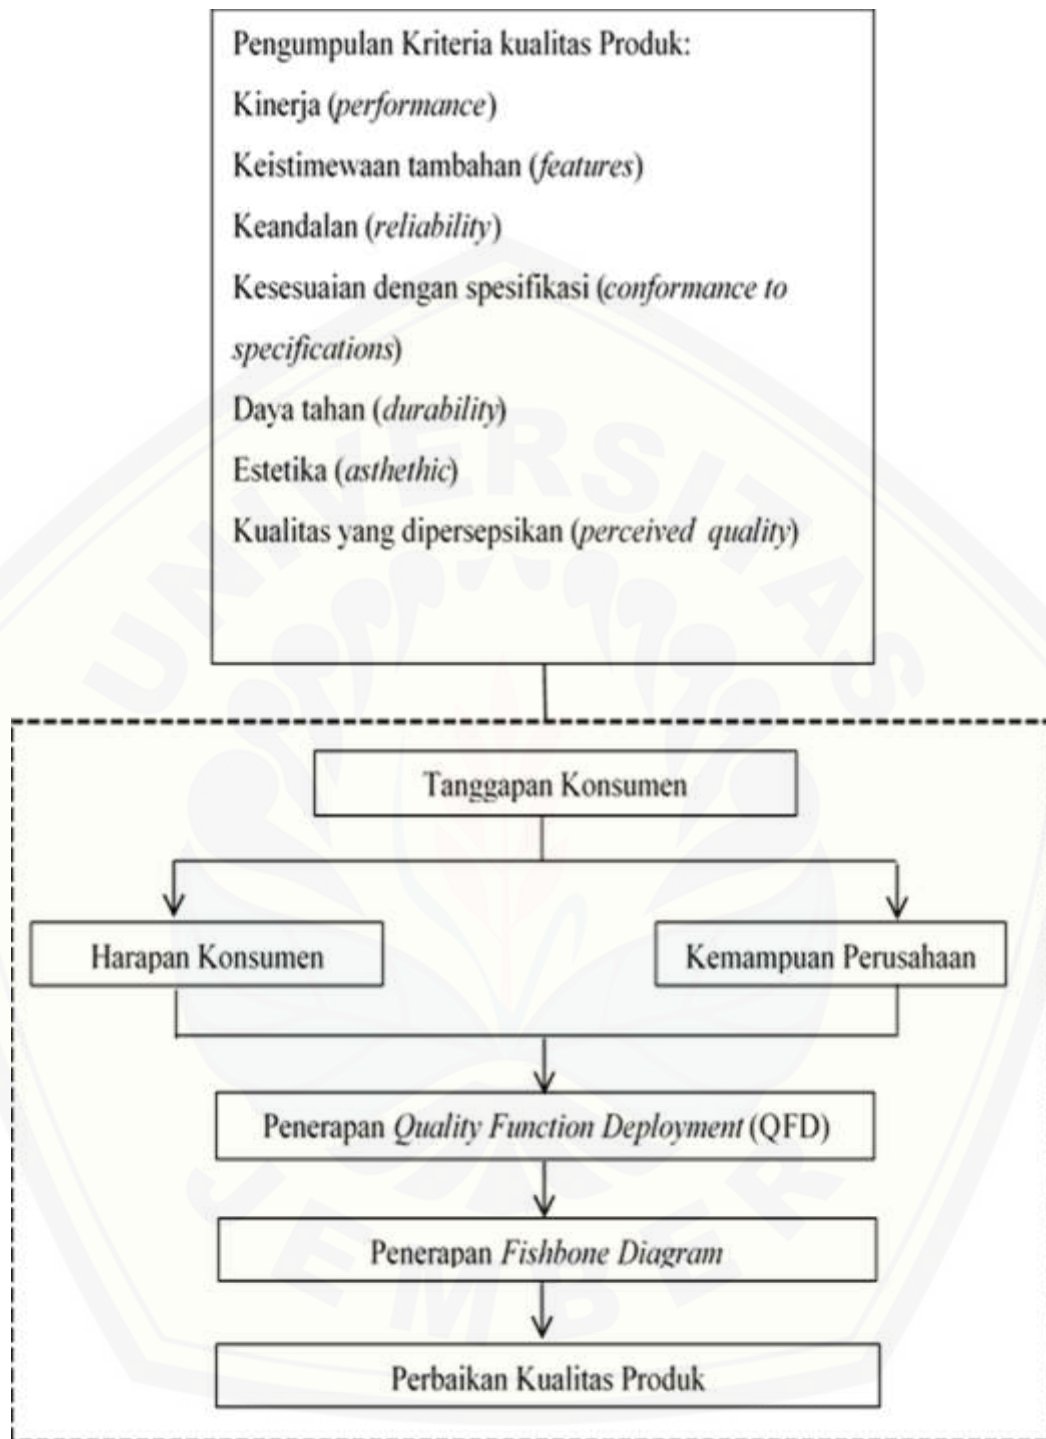 Pengumpulan Kriteria kualitas Produk:
Kinerja (performance)
Keistimewaan tambahan (features)
Keandalan (reliability)
Kesesuaian dengan spesifikasi (conformance to
specifications)
Daya tahan (durability)
Estetika (asthethic)
Kualitas yang dipersepsikan (perceived quality)
Tanggapan Konsumen
Harapan Konsumen
Kemampuan Perusahaan
Penerapan Quality Function Deployment (QFD)
Penerapan Fishbone Diagram
Perbaikan Kualitas Produk
UNIVERSITAS
JEMBER